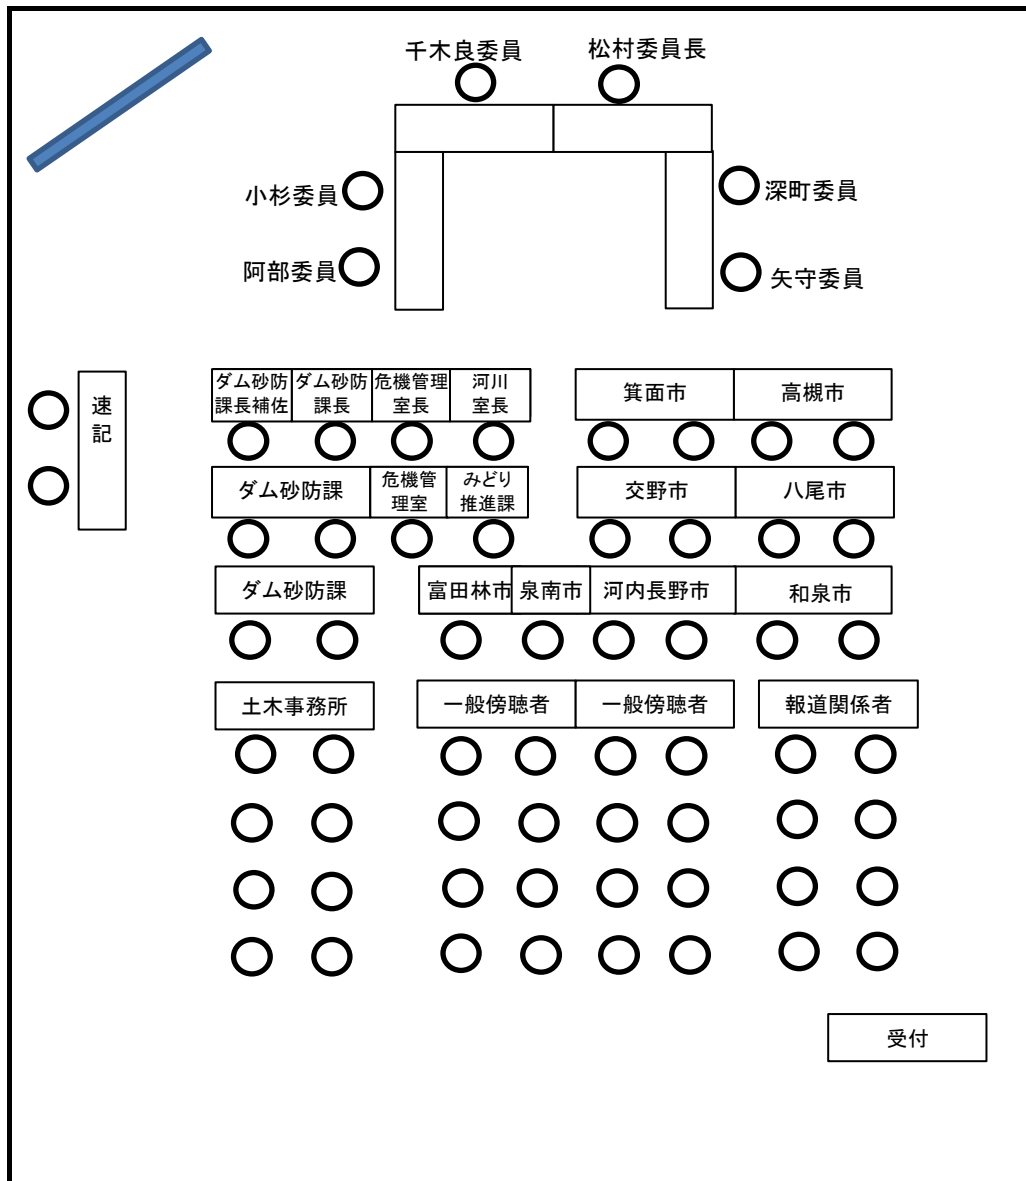 千木良委員
松村委員長
小杉委員
深町委員
阿部委員
矢守委員
速記
ダム砂防
課長補佐
ダム砂防
課長
危機管理
室長
河川
室長
箕面市
高槻市
ダム砂防課
危機管
理室
みどり
推進課
交野市
八尾市
ダム砂防課
富田林市
泉南市
河内長野市
和泉市
土木事務所
一般傍聴者
一般傍聴者
報道関係者
受付